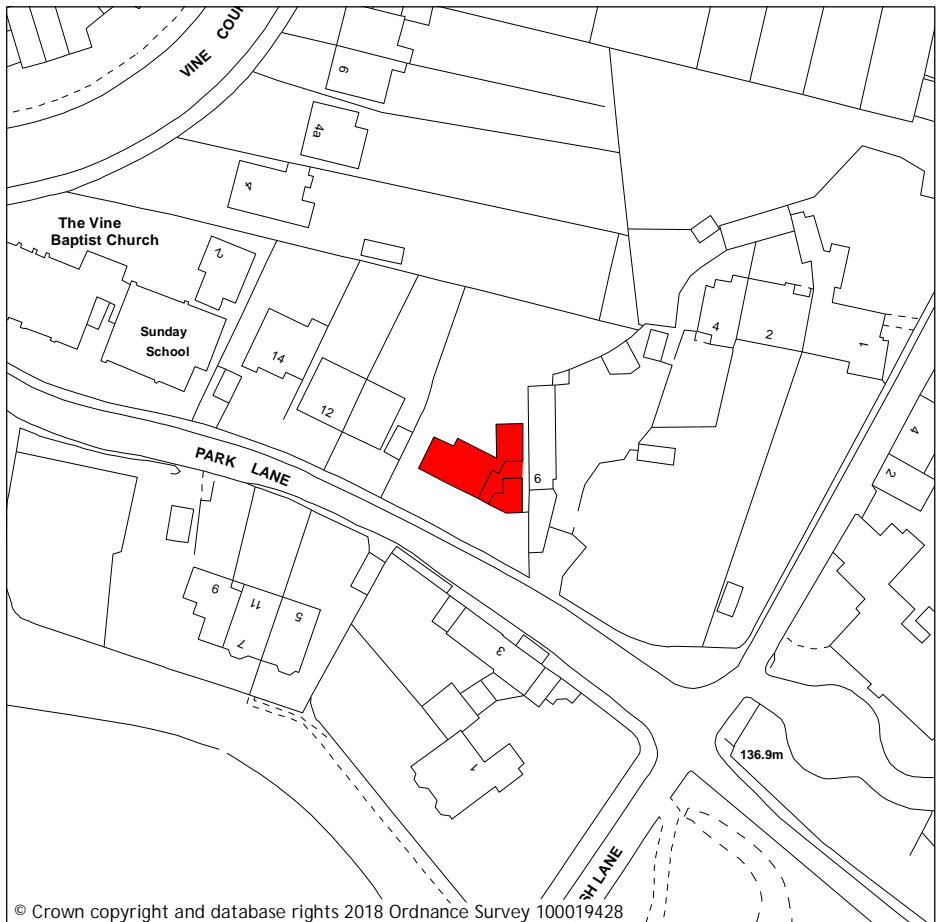 VINE COU
6
4a
4
The Vine
Baptist Church
2
Sunday
School
14
12
PARK LANE
4
2
1
6
4
2
9
11
7
5
3
1
136.9m
SH LANE
© Crown copyright and database rights 2018 Ordnance Survey 100019428